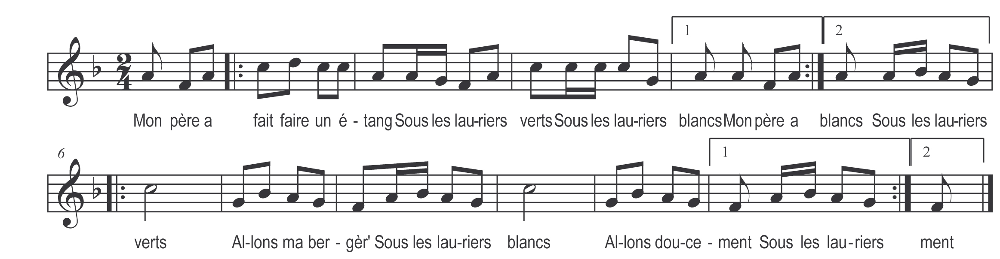 1 2
2 4
Mon père a fait faire un é - tang Sous les lau-riers verts Sous les lau-riers blancs Mon père a blancs Sous les lau-riers
6 1 2
verts Al-lons ma ber - gèr' Sous les lau-riers blancs Al-lons dou-ce - ment Sous les lau-riers ment